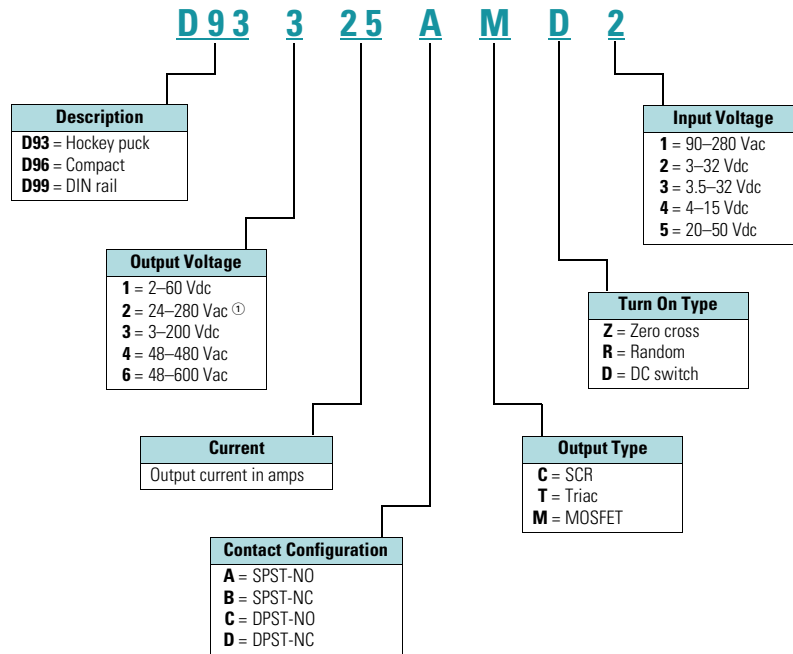 D93 3 25 A M D 2
Description
D93 = Hockey puck
D96 = Compact
D99 = DIN rail
Input Voltage
1 = 90–280 Vac
2 = 3–32 Vdc
3 = 3.5–32 Vdc
4 = 4–15 Vdc
5 = 20–50 Vdc
Output Voltage
1 = 2–60 Vdc
2 = 24–280 Vac ①
3 = 3–200 Vdc
4 = 48–480 Vac
6 = 48–600 Vac
Turn On Type
Z = Zero cross
R = Random
D = DC switch
Current
Output current in amps
Output Type
C = SCR
T = Triac
M = MOSFET
Contact Configuration
A = SPST-NO
B = SPST-NC
C = DPST-NO
D = DPST-NC